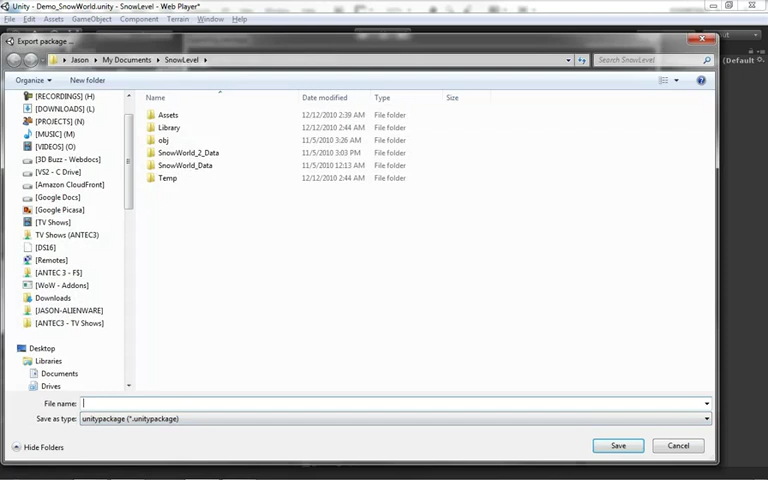 Unity - Demo_SnowWorld.unity - SnowLevel - Web Player*
File Edit Assets GameObject Component Terrain Window Help
Export package ...
Jason My Documents SnowLevel Search SnowLevel (Default
Organize New folder
Name Date modified Type Size
[RECORDINGS] (H)
[DOWNLOADS] (L)
[PROJECTS] (N)
[MUSIC] (M)
[VIDEOS] (O)
[3D Buzz - Webdocs]
[VS2 - C Drive]
[Amazon CloudFront]
[Google Docs]
[Google Picasa]
[TV Shows]
TV Shows (ANTEC3)
[DS16]
[Remotes]
[ANTEC 3 - F$]
[WoW - Addons]
Downloads
[JASON-ALIENWARE]
[ANTEC3 - TV Shows]
Desktop
Libraries
Documents
Drives
Assets 12/12/2010 2:39 AM File folder
Library 12/12/2010 2:44 AM File folder
obj 11/5/2010 3:26 AM File folder
SnowWorld_2_Data 11/5/2010 3:03 PM File folder
SnowWorld_Data 11/5/2010 12:13 AM File folder
Temp 12/12/2010 2:44 AM File folder
File name:
Save as type: unitypackage (*.unitypackage)
Hide Folders Save Cancel